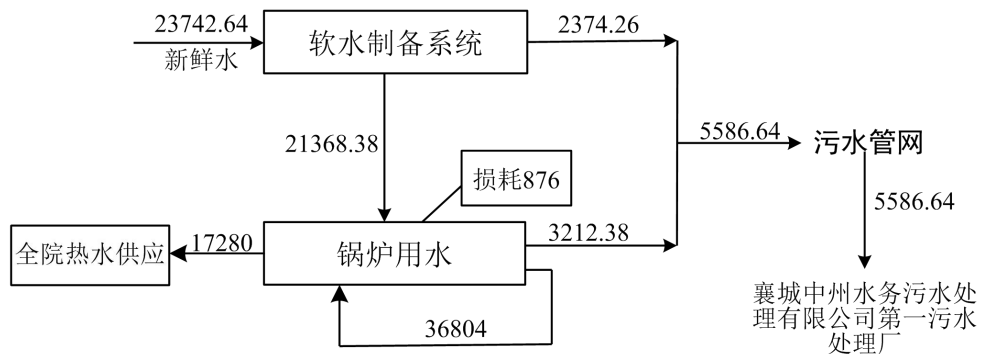 23742.64
新鲜水
软水制备系统
2374.26
21368.38
5586.64
污水管网
损耗876
5586.64
全院热水供应
17280
锅炉用水
3212.38
36804
襄城中州水务污水处
理有限公司第一污水
处理厂